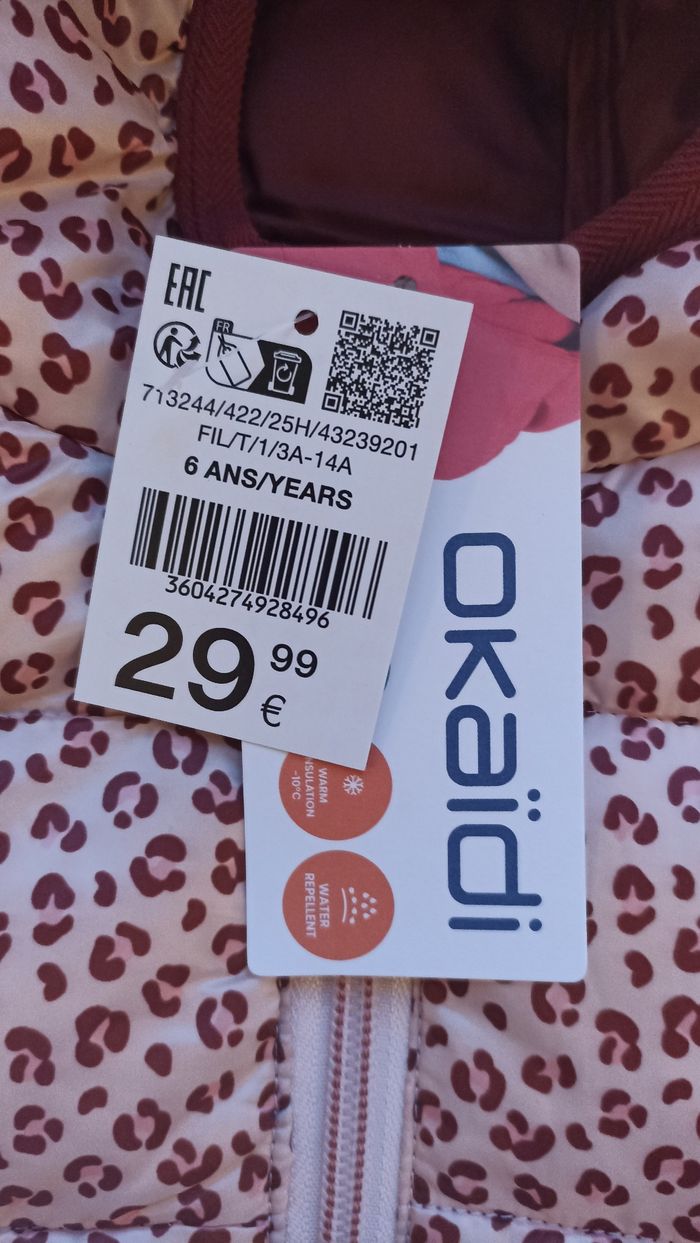 EAC
FR
713244/422/25H/43239201
FIL/T/1/3A-14A
6 ANS/YEARS
3604274928496
29 99
€
okaïdi
WARM
INSULATION
-10°C
WATER
REPELLENT